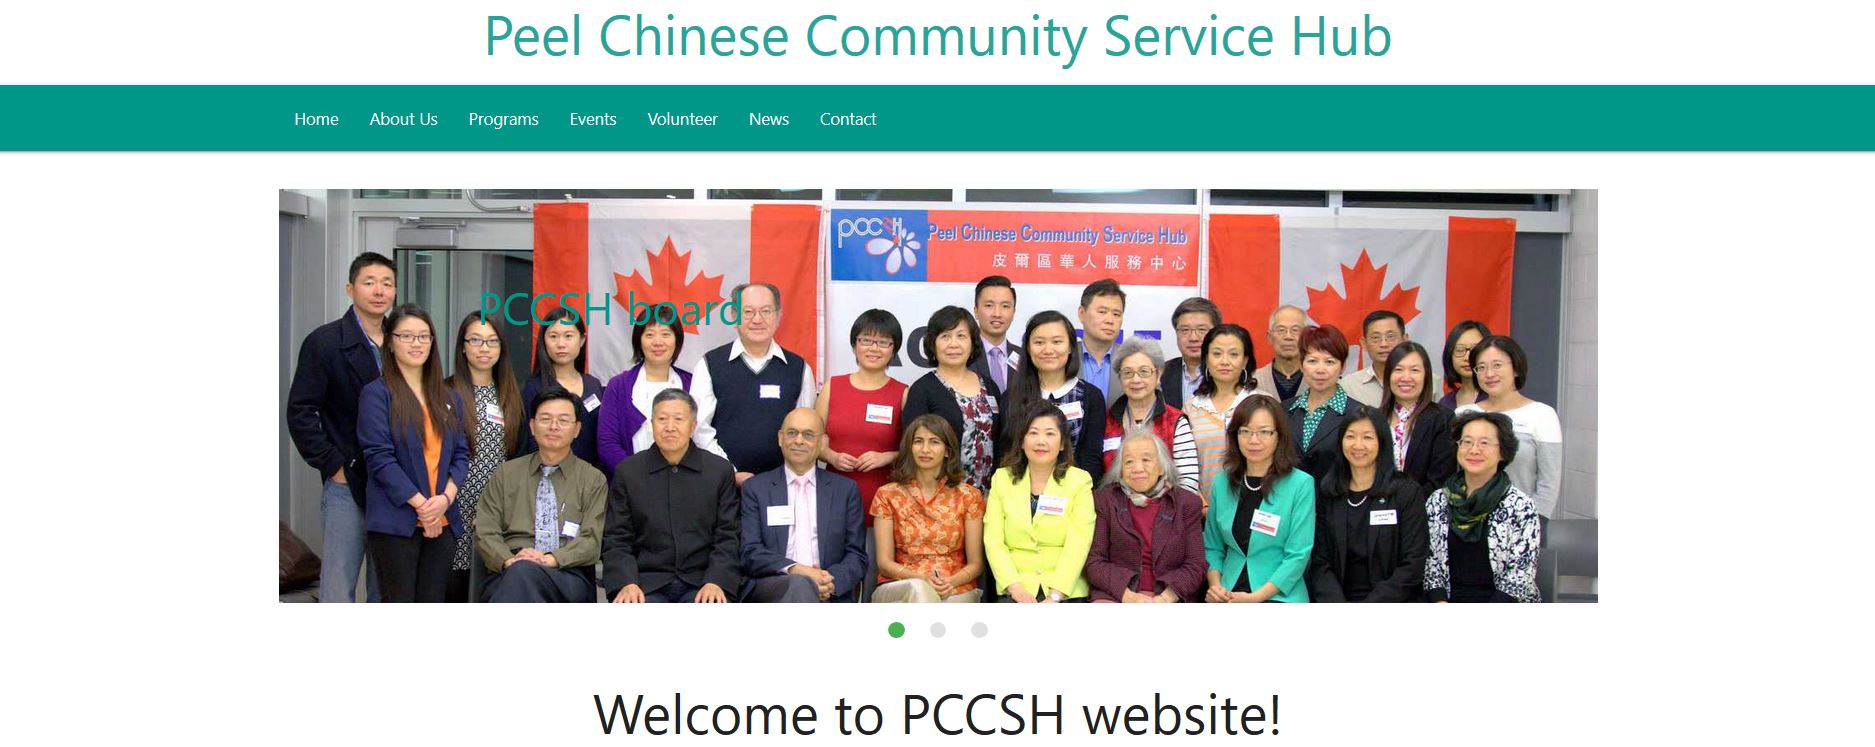 Peel Chinese Community Service Hub
Home About Us Programs Events Volunteer News Contact
pccsh
Peel Chinese Community Service Hub
皮爾區華人服務中心
PCCSH board
Welcome to PCCSH website!